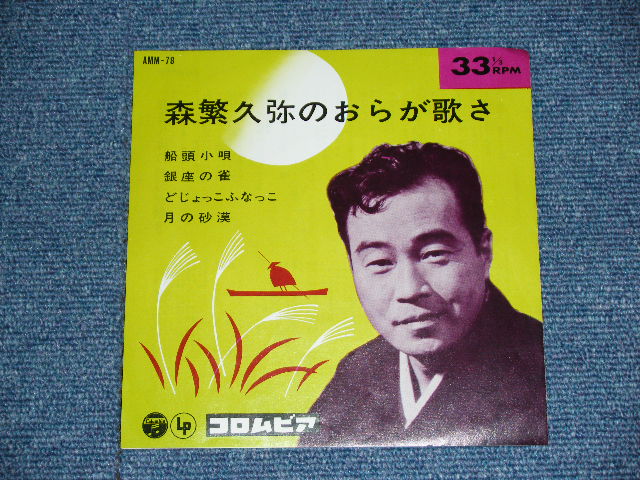 AMM-78
33⅓ RPM
森繁久弥のおらが歌さ
船頭小唄
銀座の雀
どじょっこふなっこ
月の砂漠
LP
コロムビア